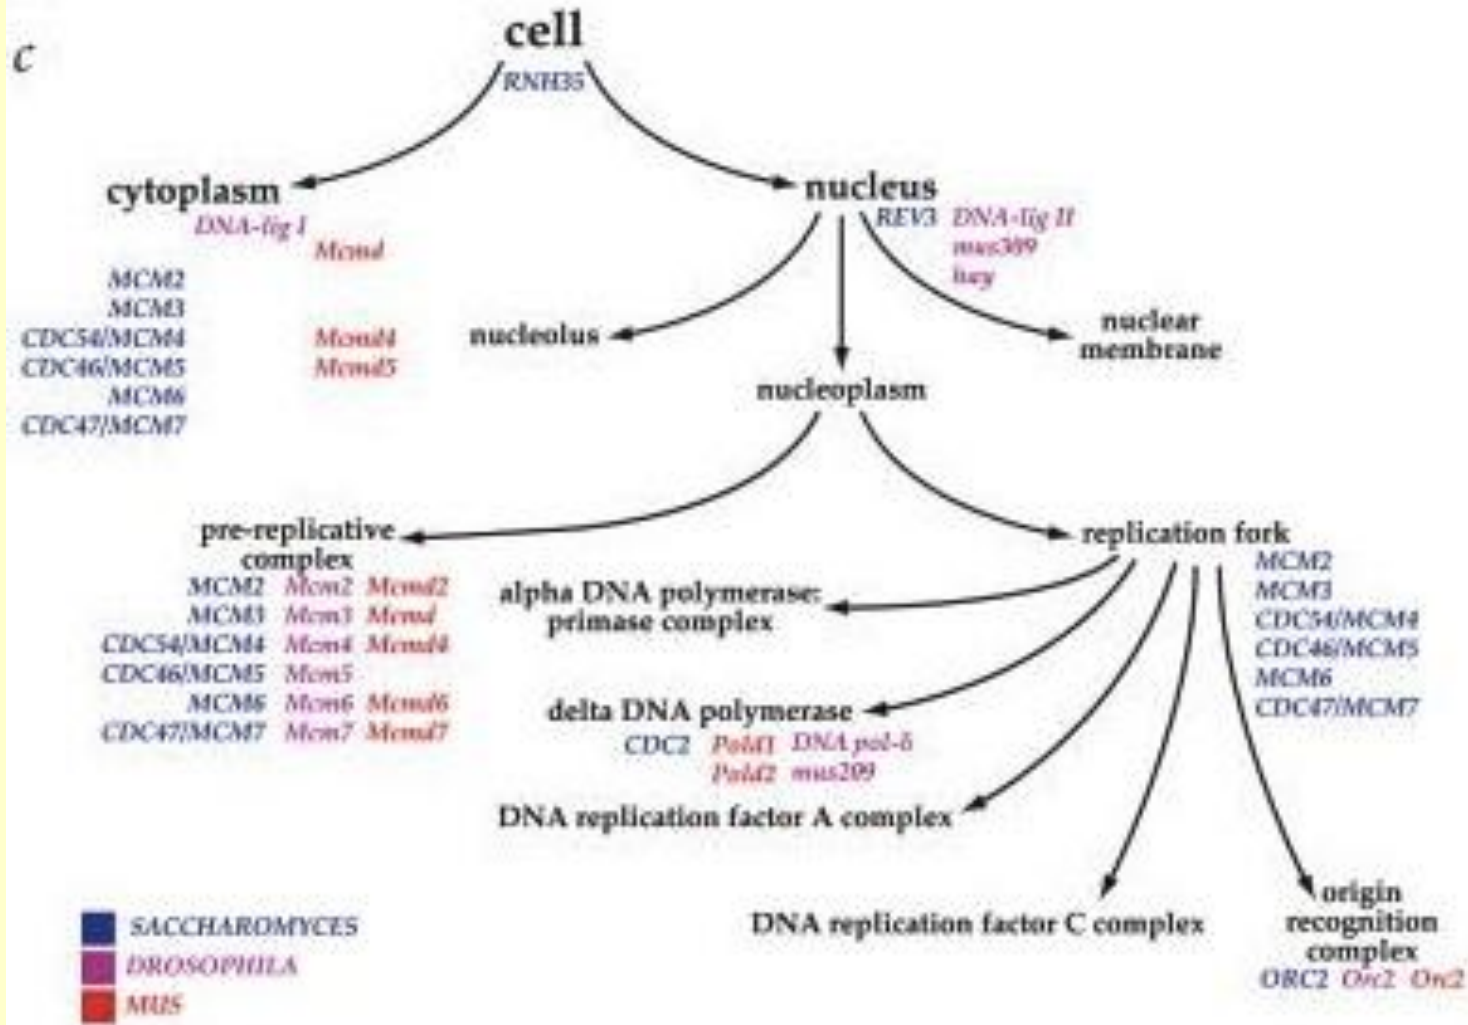 c
cell
RNH35
cytoplasm
DNA-lig I
Mcmd
MCM2
MCM3
CDC54/MCM4 Mcmd4
CDC46/MCM5 Mcmd5
MCM6
CDC47/MCM7
nucleus
REV3 DNA-lig II
mus309
hay
nucleolus
nuclear
membrane
nucleoplasm
pre-replicative
complex
MCM2 Mcm2 Mcmd2
MCM3 Mcm3 Mcmd
CDC54/MCM4 Mcm4 Mcmd4
CDC46/MCM5 Mcm5
MCM6 Mcm6 Mcmd6
CDC47/MCM7 Mcm7 Mcmd7
replication fork
MCM2
MCM3
CDC54/MCM4
CDC46/MCM5
MCM6
CDC47/MCM7
alpha DNA polymerase:
primase complex
delta DNA polymerase
CDC2 Pold1 DNA pol-δ
Pold2 mus209
DNA replication factor A complex
DNA replication factor C complex
origin
recognition
complex
ORC2 Orc2 Orc2
SACCHAROMYCES
DROSOPHILA
MUS